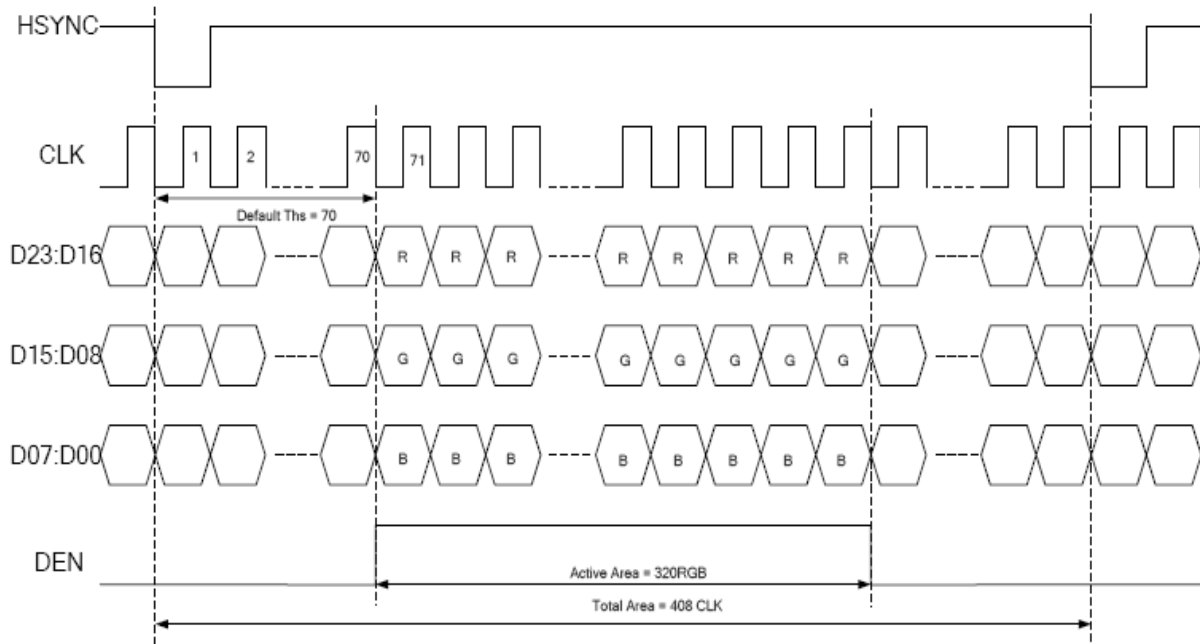 HSYNC
CLK
1 2 70 71
Default Ths = 70
D23:D16
R R R R R R R R
D15:D08
G G G G G G G G
D07:D00
B B B B B B B B
DEN
Active Area = 320RGB
Total Area = 408 CLK